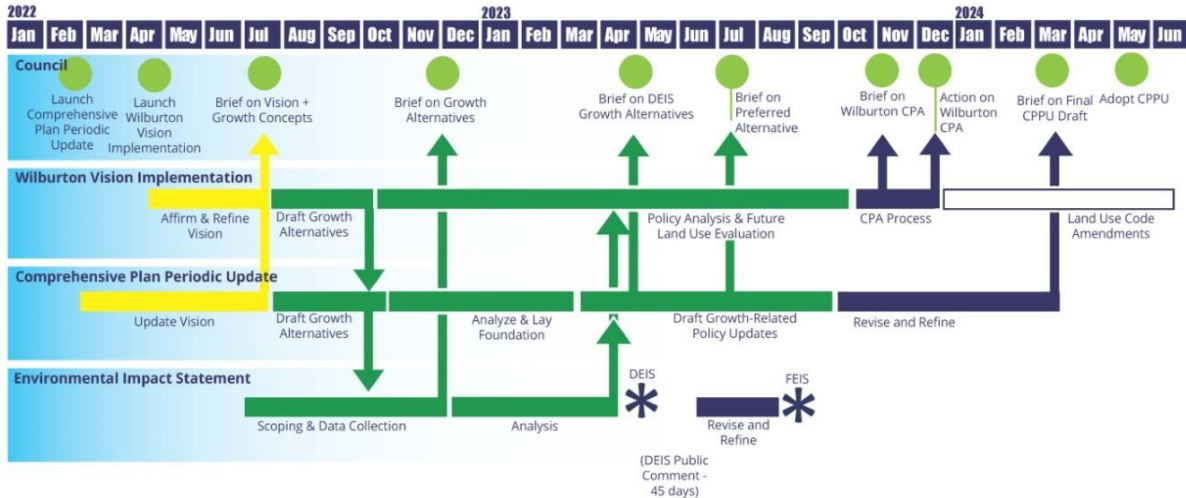 2022
2023
2024
Jan Feb Mar Apr May Jun Jul Aug Sep Oct Nov Dec Jan Feb Mar Apr May Jun Jul Aug Sep Oct Nov Dec Jan Feb Mar Apr May Jun
Council
Launch
Comprehensive
Plan Periodic
Update
Launch
Wilburton
Vision
Implementation
Brief on Vision +
Growth Concepts
Brief on Growth
Alternatives
Brief on DEIS
Growth Alternatives
Brief on
Preferred
Alternative
Brief on
Wilburton CPA
Action on
Wilburton
CPA
Brief on Final
CPPU Draft
Adopt CPPU
Wilburton Vision Implementation
Affirm & Refine
Vision
Draft Growth
Alternatives
Policy Analysis & Future
Land Use Evaluation
CPA Process
Land Use Code
Amendments
Comprehensive Plan Periodic Update
Update Vision
Draft Growth
Alternatives
Analyze & Lay
Foundation
Draft Growth-Related
Policy Updates
Revise and Refine
Environmental Impact Statement
Scoping & Data Collection
Analysis
DEIS
(DEIS Public
Comment -
45 days)
Revise and
Refine
FEIS